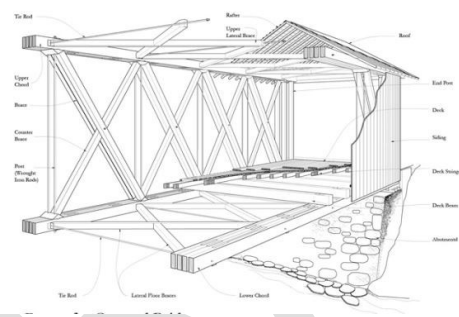 Tie Rod
Rafter
Upper
Lateral Brace
Roof
Upper
Chord
Brace
Counter
Brace
Post
(Wrought
Iron Rods)
End Post
Deck
Siding
Deck Stringer
Deck Beam
Abutment
Tie Rod
Lateral Floor Braces
Lower Chord